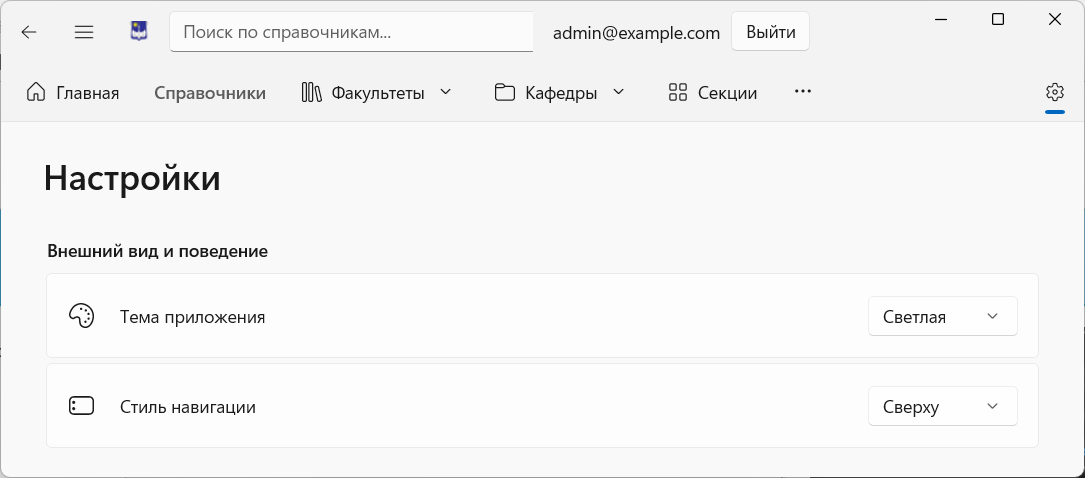 Поиск по справочникам...
admin@example.com
Выйти
Главная Справочники Факультеты Кафедры Секции
Настройки
Внешний вид и поведение
Тема приложения Светлая
Стиль навигации Сверху